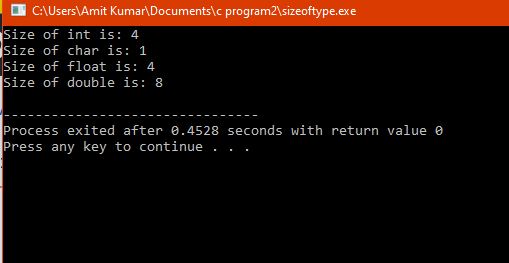 C:\Users\Amit Kumar\Documents\c program2\sizeoftype.exe
Size of int is: 4
Size of char is: 1
Size of float is: 4
Size of double is: 8
--------------------------------
Process exited after 0.4528 seconds with return value 0
Press any key to continue . . .